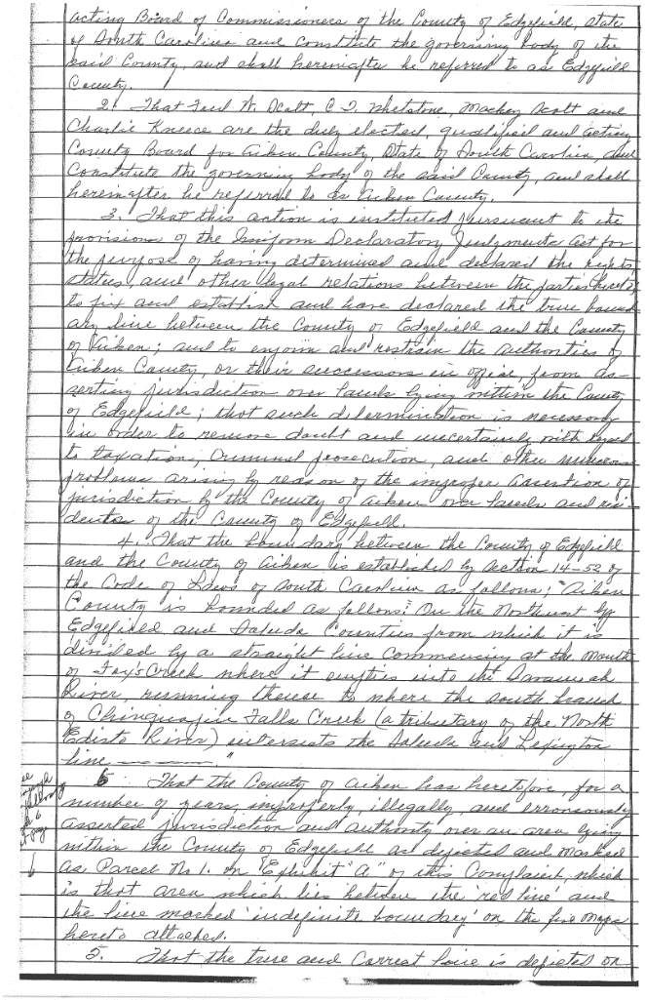 acting Board of Commissioners of the County of Edgefield, State
of South Carolina and constitute the governing body of the
said County, and shall hereinafter be referred to as Edgefield
County.
2. That Ford A. Scott, C. D. Whetstone, Mackey Scott and
Charlie Kneece are the duly elected, qualified and acting
County Board for Aiken County, State of South Carolina, and
constitute the governing body of the said County, and shall
hereinafter be referred to as Aiken County.
3. That this action is instituted pursuant to the
provisions of the Uniform Declaratory Judgments Act for
the purpose of having determined and declared the rights,
status, and other legal relations between the parties hereto,
to fix and establish and have declared the true bound-
ary line between the County of Edgefield and the County
of Aiken; and to enjoin and restrain the authorities of
Aiken County, or their successors in office, from as-
serting jurisdiction over lands lying within the County
of Edgefield; that such determination is necessary
in order to remove doubt and uncertainty with regard
to taxation, criminal prosecution, and other numerous
problems arising by reason of the improper assertion of
jurisdiction by the County of Aiken over lands and resi-
dents of the County of Edgefield.
4. That the boundary between the County of Edgefield
and the County of Aiken is established by section 14-52 of
the Code of Laws of South Carolina as follows; "Aiken
County is bounded as follows: On the Northwest by
Edgefield and Saluda Counties from which it is
divided by a straight line commencing at the mouth
of Fox's Creek where it empties into the Savannah
River running thence to where the south branch
of Chinquapin Falls Creek (a tributary of the North
Edisto River) intersects the Saluda and Lexington
line — — — "
6 That the County of Aiken has heretofore, for a
number of years, improperly, illegally, and erroneously
asserted jurisdiction and authority over an area lying
within the County of Edgefield as depicted and marked
as Parcel No 1. on "Exhibit "A" of this Complaint, which
is that area which lies between the 'red line' and
the line marked 'indefinite boundary' on the five maps
hereto attached.
5. That the true and correct line is depicted on